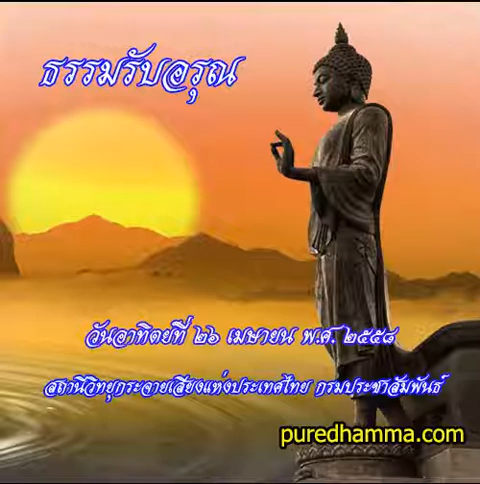 ธรรมรับอรุณ
วันอาทิตย์ที่ ๒๖ เมษายน พ.ศ. ๒๕๕๘
สถานีวิทยุกระจายเสียงแห่งประเทศไทย กรมประชาสัมพันธ์
puredhamma.com